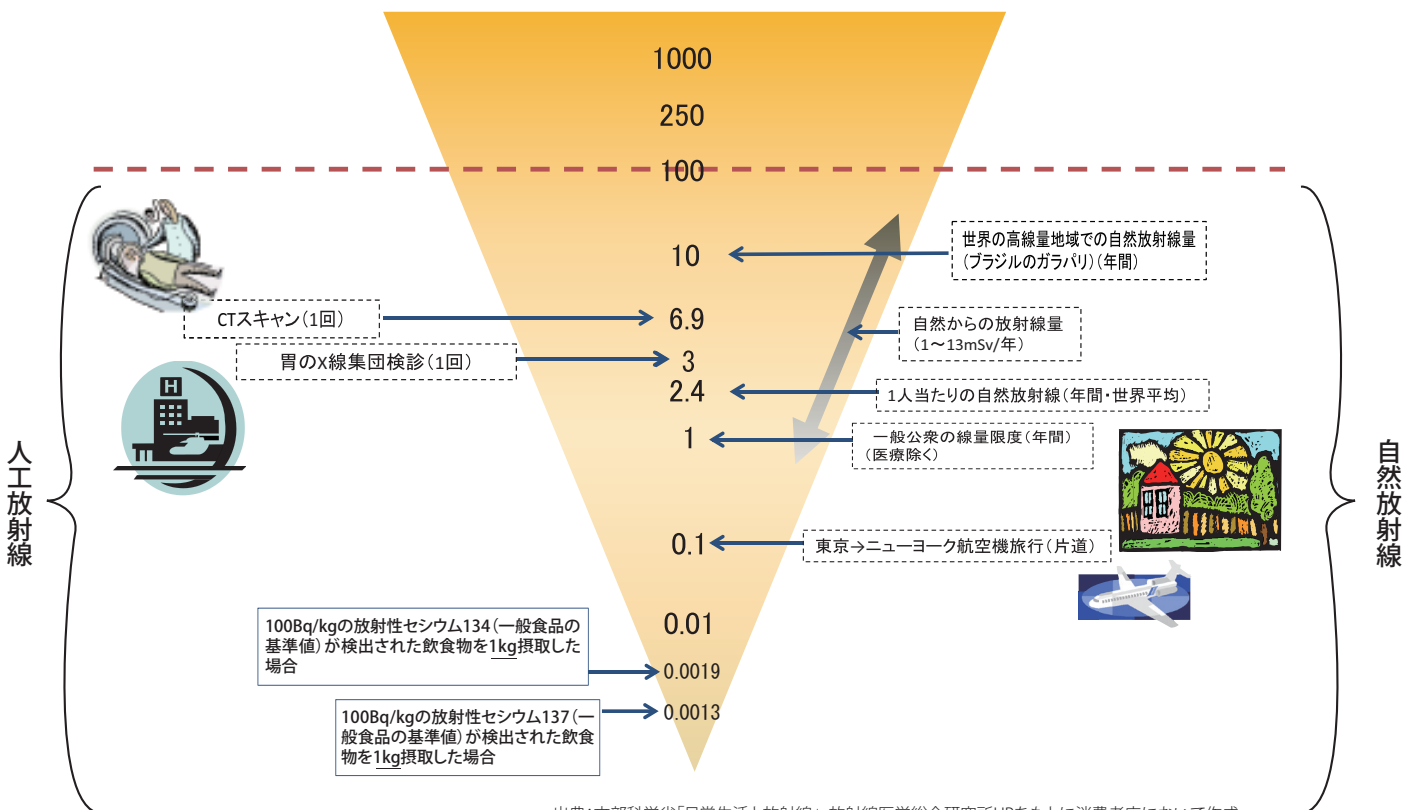 1000
250
100
10
世界の高線量地域での自然放射線量
（ブラジルのガラパリ）（年間）
CTスキャン（1回）
6.9
自然からの放射線量
（1～13mSv/年）
胃のX線集団検診（1回）
3
2.4
1人当たりの自然放射線（年間・世界平均）
H
1
一般公衆の線量限度（年間）
（医療除く）
人工放射線
自然放射線
0.1
東京→ニューヨーク航空機旅行（片道）
0.01
100Bq/kgの放射性セシウム134（一般食品の
基準値）が検出された飲食物を1kg摂取した
場合
0.0019
100Bq/kgの放射性セシウム137（一
般食品の基準値）が検出された飲食
物を1kg摂取した場合
0.0013